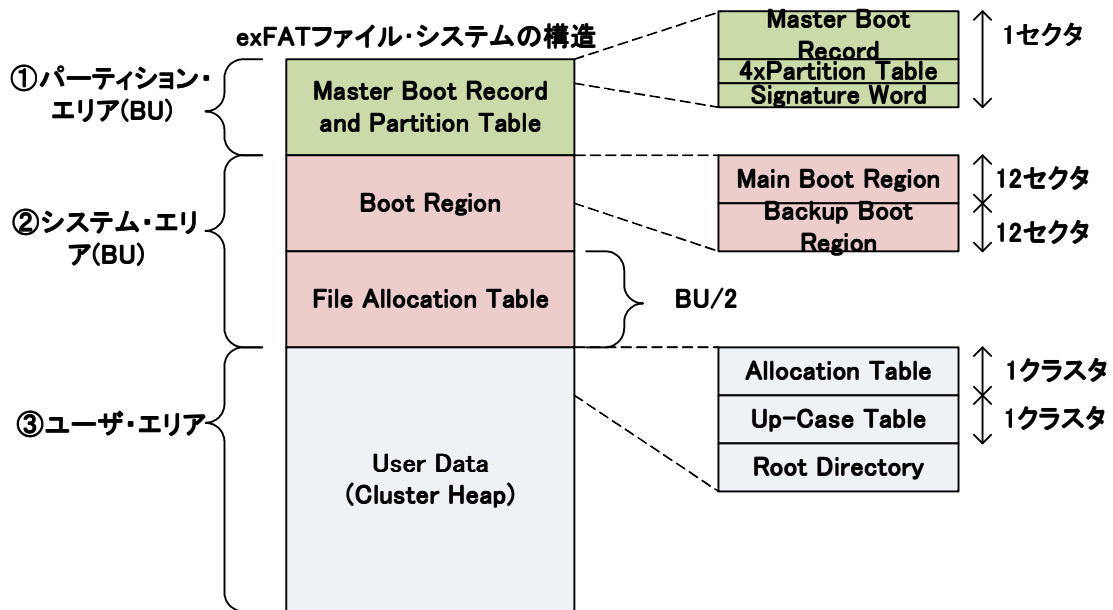 exFATファイル・システムの構造
①パーティション・
エリア(BU)
Master Boot Record
and Partition Table
Master Boot
Record
4xPartition Table
Signature Word
1セクタ
②システム・エリ
ア(BU)
Boot Region
Main Boot Region
12セクタ
Backup Boot
Region
12セクタ
File Allocation Table
BU/2
③ユーザ・エリア
User Data
(Cluster Heap)
Allocation Table
1クラスタ
Up-Case Table
1クラスタ
Root Directory